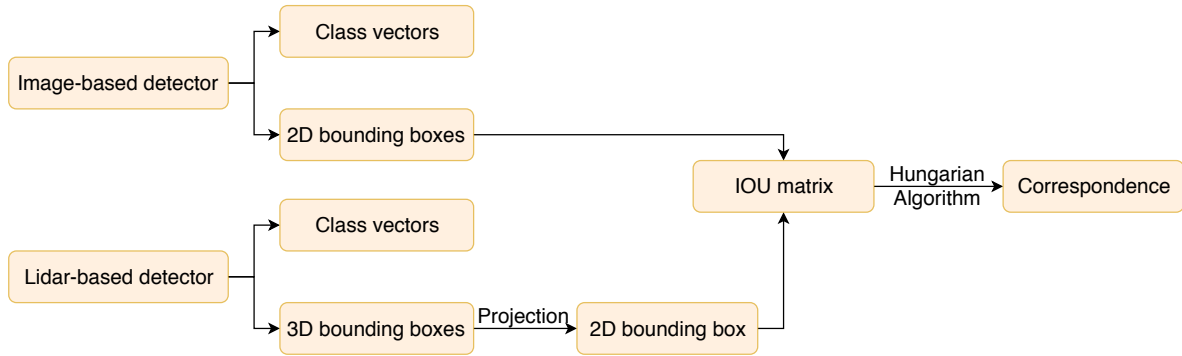 Class vectors
Image-based detector
2D bounding boxes
IOU matrix
Hungarian
Algorithm
Correspondence
Class vectors
Lidar-based detector
3D bounding boxes
Projection
2D bounding box